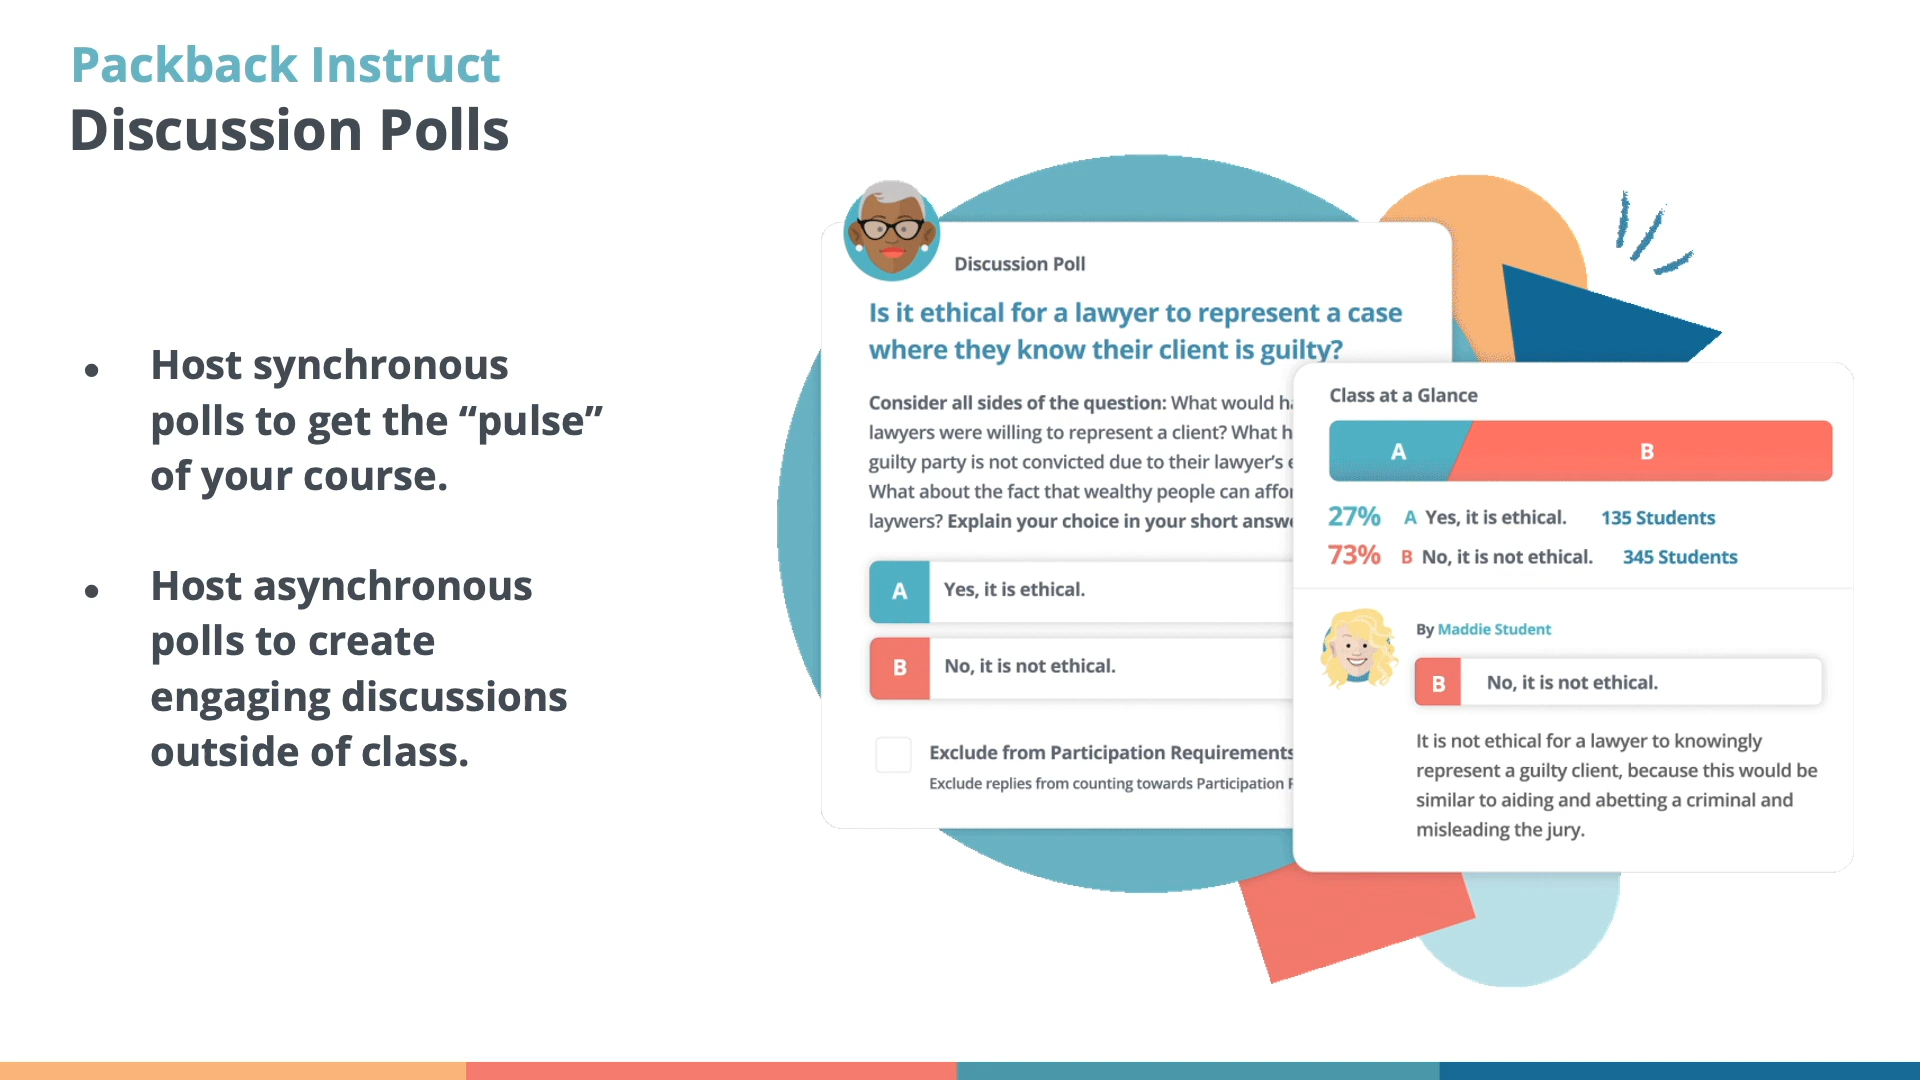 Packback Instruct
Discussion Polls
• Host synchronous
polls to get the “pulse”
of your course.
• Host asynchronous
polls to create
engaging discussions
outside of class.
Discussion Poll
Is it ethical for a lawyer to represent a case
where they know their client is guilty?
Consider all sides of the question: What would
lawyers were willing to represent a client? What
guilty party is not convicted due to their lawyer’s
What about the fact that wealthy people can
laywers? Explain your choice in your short
A Yes, it is ethical.
B No, it is not ethical.
Exclude from Participation Requirements
Exclude replies from counting towards Participation
Class at a Glance
A B
27% A Yes, it is ethical. 135 Students
73% B No, it is not ethical. 345 Students
By Maddie Student
B No, it is not ethical.
It is not ethical for a lawyer to knowingly
represent a guilty client, because this would be
similar to aiding and abetting a criminal and
misleading the jury.